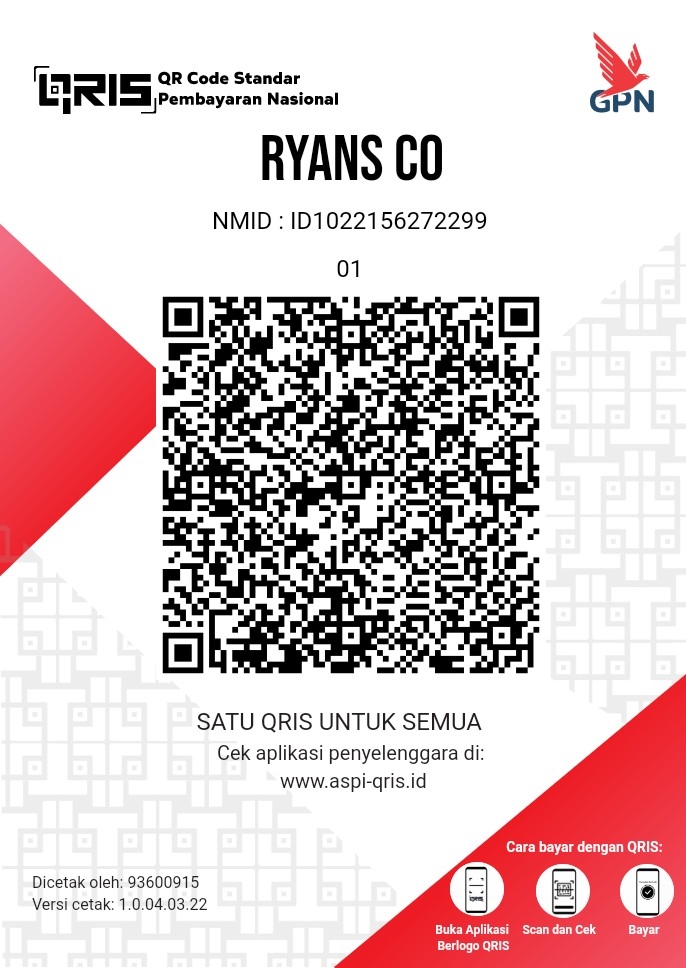 QRIS QR Code Standar
Pembayaran Nasional
GPN
RYANS CO
NMID : ID1022156272299
01
SATU QRIS UNTUK SEMUA
Cek aplikasi penyelenggara di:
www.aspi-qris.id
Dicetak oleh: 93600915
Versi cetak: 1.0.04.03.22
Cara bayar dengan QRIS:
Buka Aplikasi
Berlogo QRIS
Scan dan Cek
Bayar